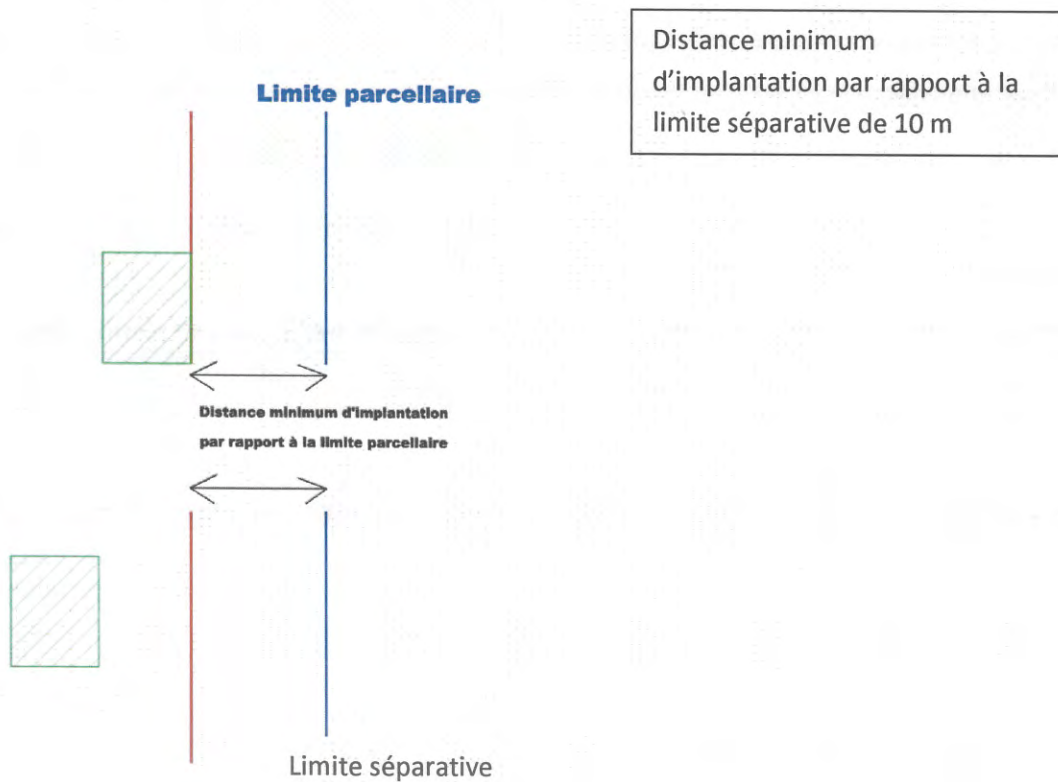 Distance minimum
d'implantation par rapport à la
limite séparative de 10 m
Limite parcellaire
Distance minimum d'implantation
par rapport à la limite parcellaire
Limite séparative